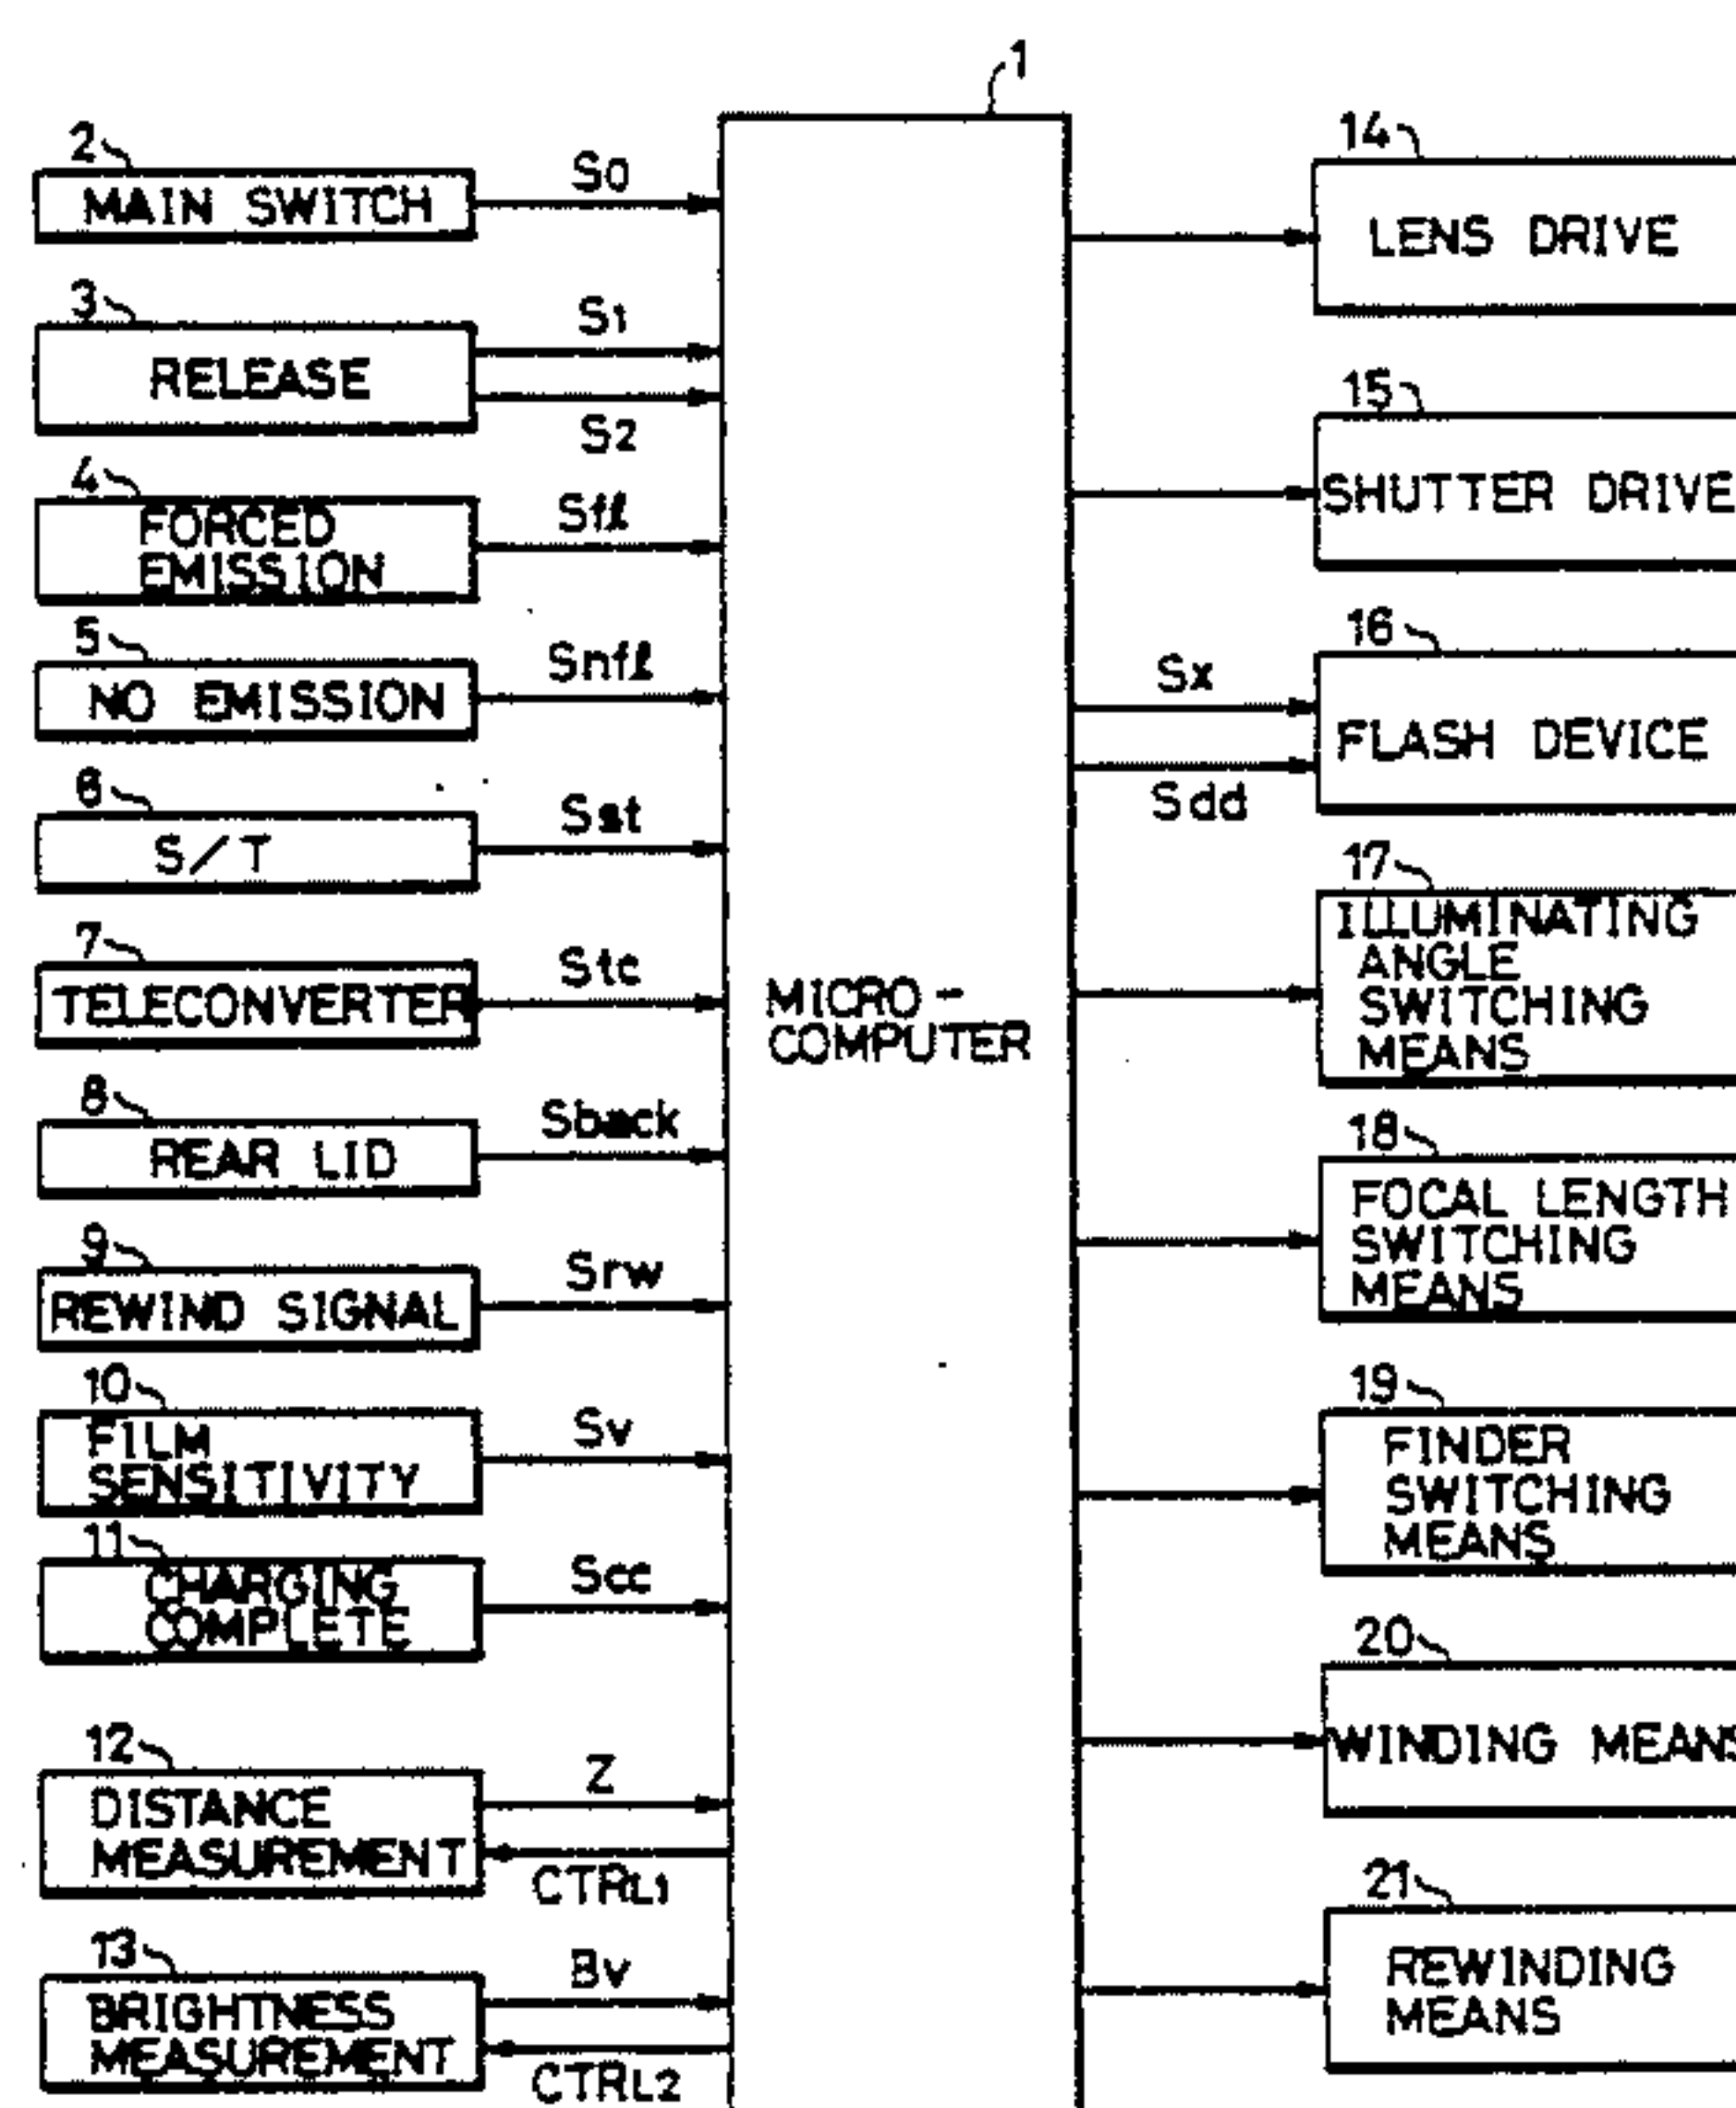 1
2
MAIN SWITCH
S0
3
RELEASE
S1
S2
4
FORCED
EMISSION
Sfℓ
5
NO EMISSION
Snfℓ
6
S/T
Sst
7
TELECONVERTER
Stc
8
REAR LID
Sback
9
REWIND SIGNAL
Srw
10
FILM
SENSITIVITY
Sv
11
CHARGING
COMPLETE
Scc
12
DISTANCE
MEASUREMENT
Z
CTRL1
13
BRIGHTNESS
MEASUREMENT
Bv
CTRL2
MICRO-
COMPUTER
14
LENS DRIVE
15
SHUTTER DRIVE
16
FLASH DEVICE
Sx
Sdd
17
ILLUMINATING
ANGLE
SWITCHING
MEANS
18
FOCAL LENGTH
SWITCHING
MEANS
19
FINDER
SWITCHING
MEANS
20
WINDING MEANS
21
REWINDING
MEANS